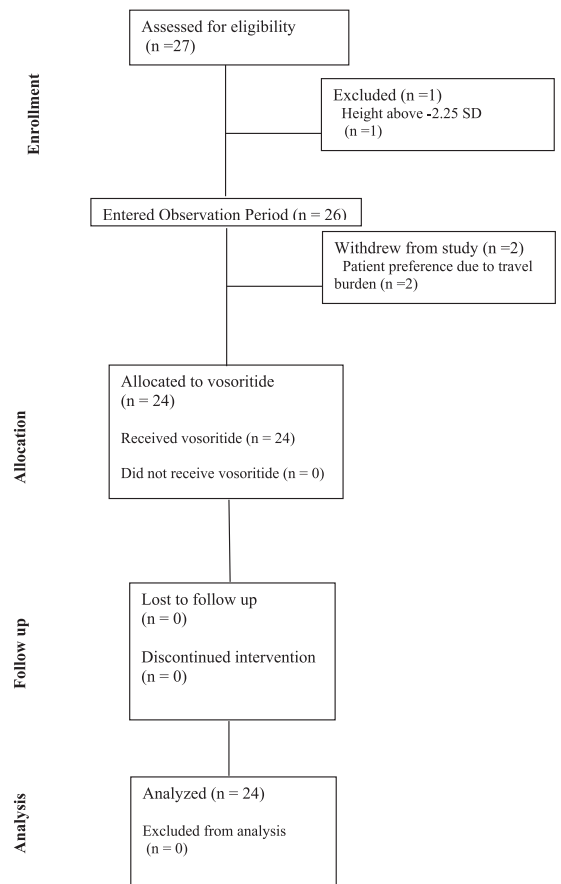 Assessed for eligibility
(n =27)
Enrollment
Excluded (n =1)
Height above -2.25 SD
(n =1)
Entered Observation Period (n = 26)
Withdrew from study (n =2)
Patient preference due to travel
burden (n =2)
Allocation
Allocated to vosoritide
(n = 24)
Received vosoritide (n = 24)
Did not receive vosoritide (n = 0)
Follow up
Lost to follow up
(n = 0)
Discontinued intervention
(n = 0)
Analysis
Analyzed (n = 24)
Excluded from analysis
(n = 0)